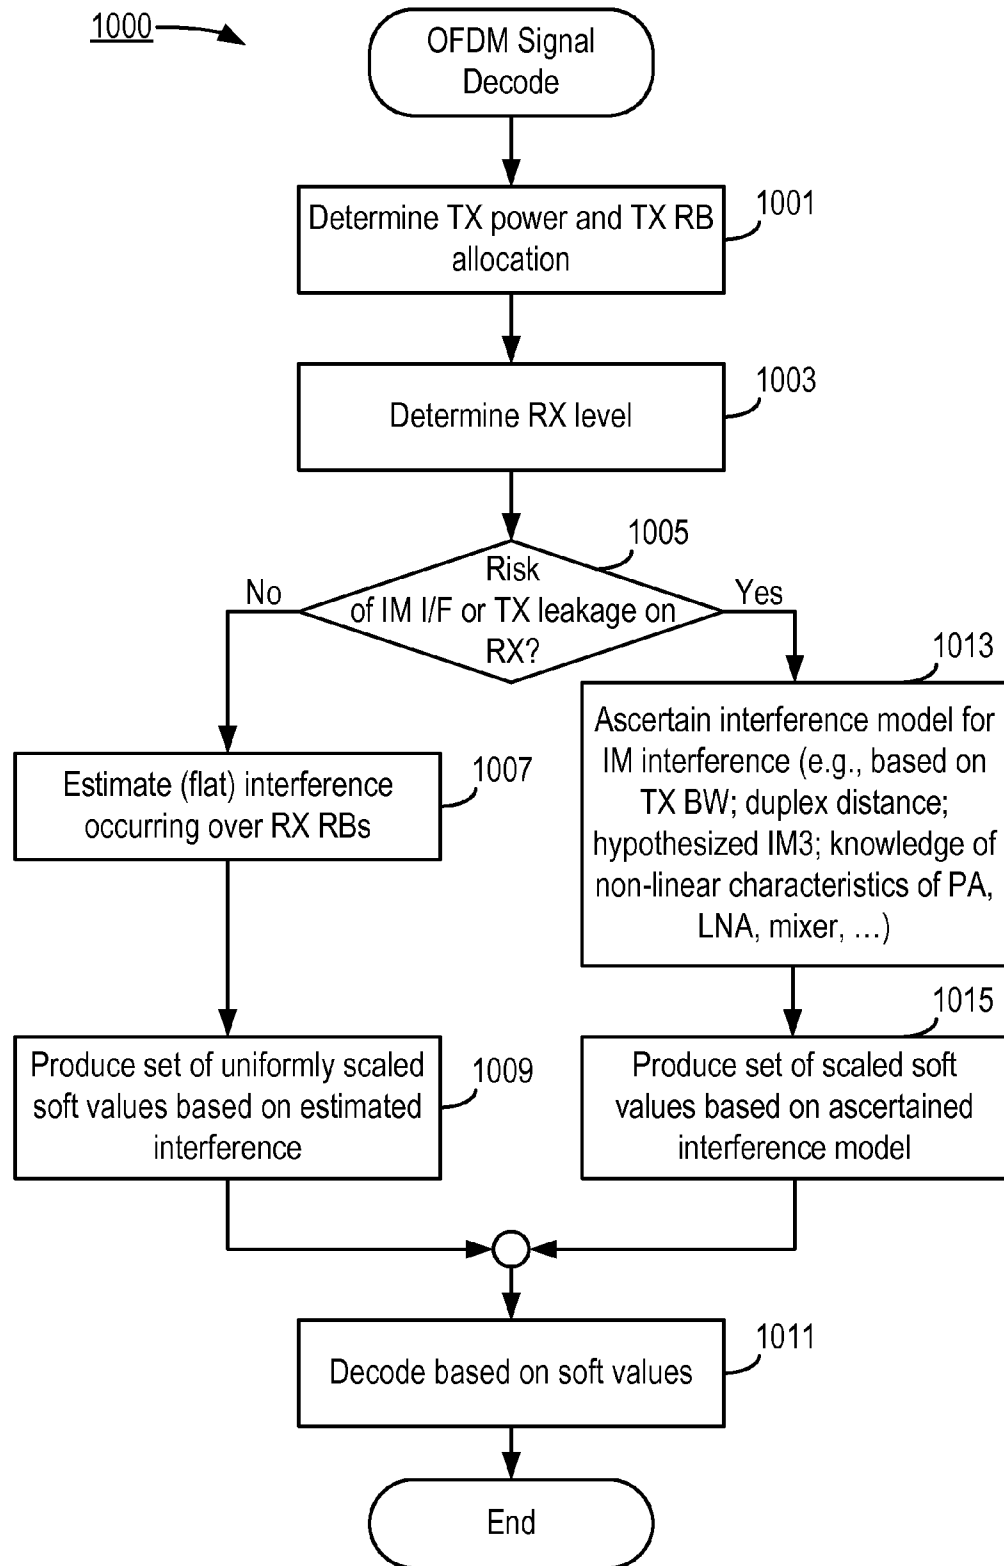 1000
OFDM Signal
Decode
Determine TX power and TX RB
allocation
1001
Determine RX level
1003
Risk
of IM I/F or TX leakage on
RX?
1005
No
Yes
Estimate (flat) interference
occurring over RX RBs
1007
Ascertain interference model for
IM interference (e.g., based on
TX BW; duplex distance;
hypothesized IM3; knowledge of
non-linear characteristics of PA,
LNA, mixer, ...)
1013
Produce set of uniformly scaled
soft values based on estimated
interference
1009
Produce set of scaled soft
values based on ascertained
interference model
1015
Decode based on soft values
1011
End